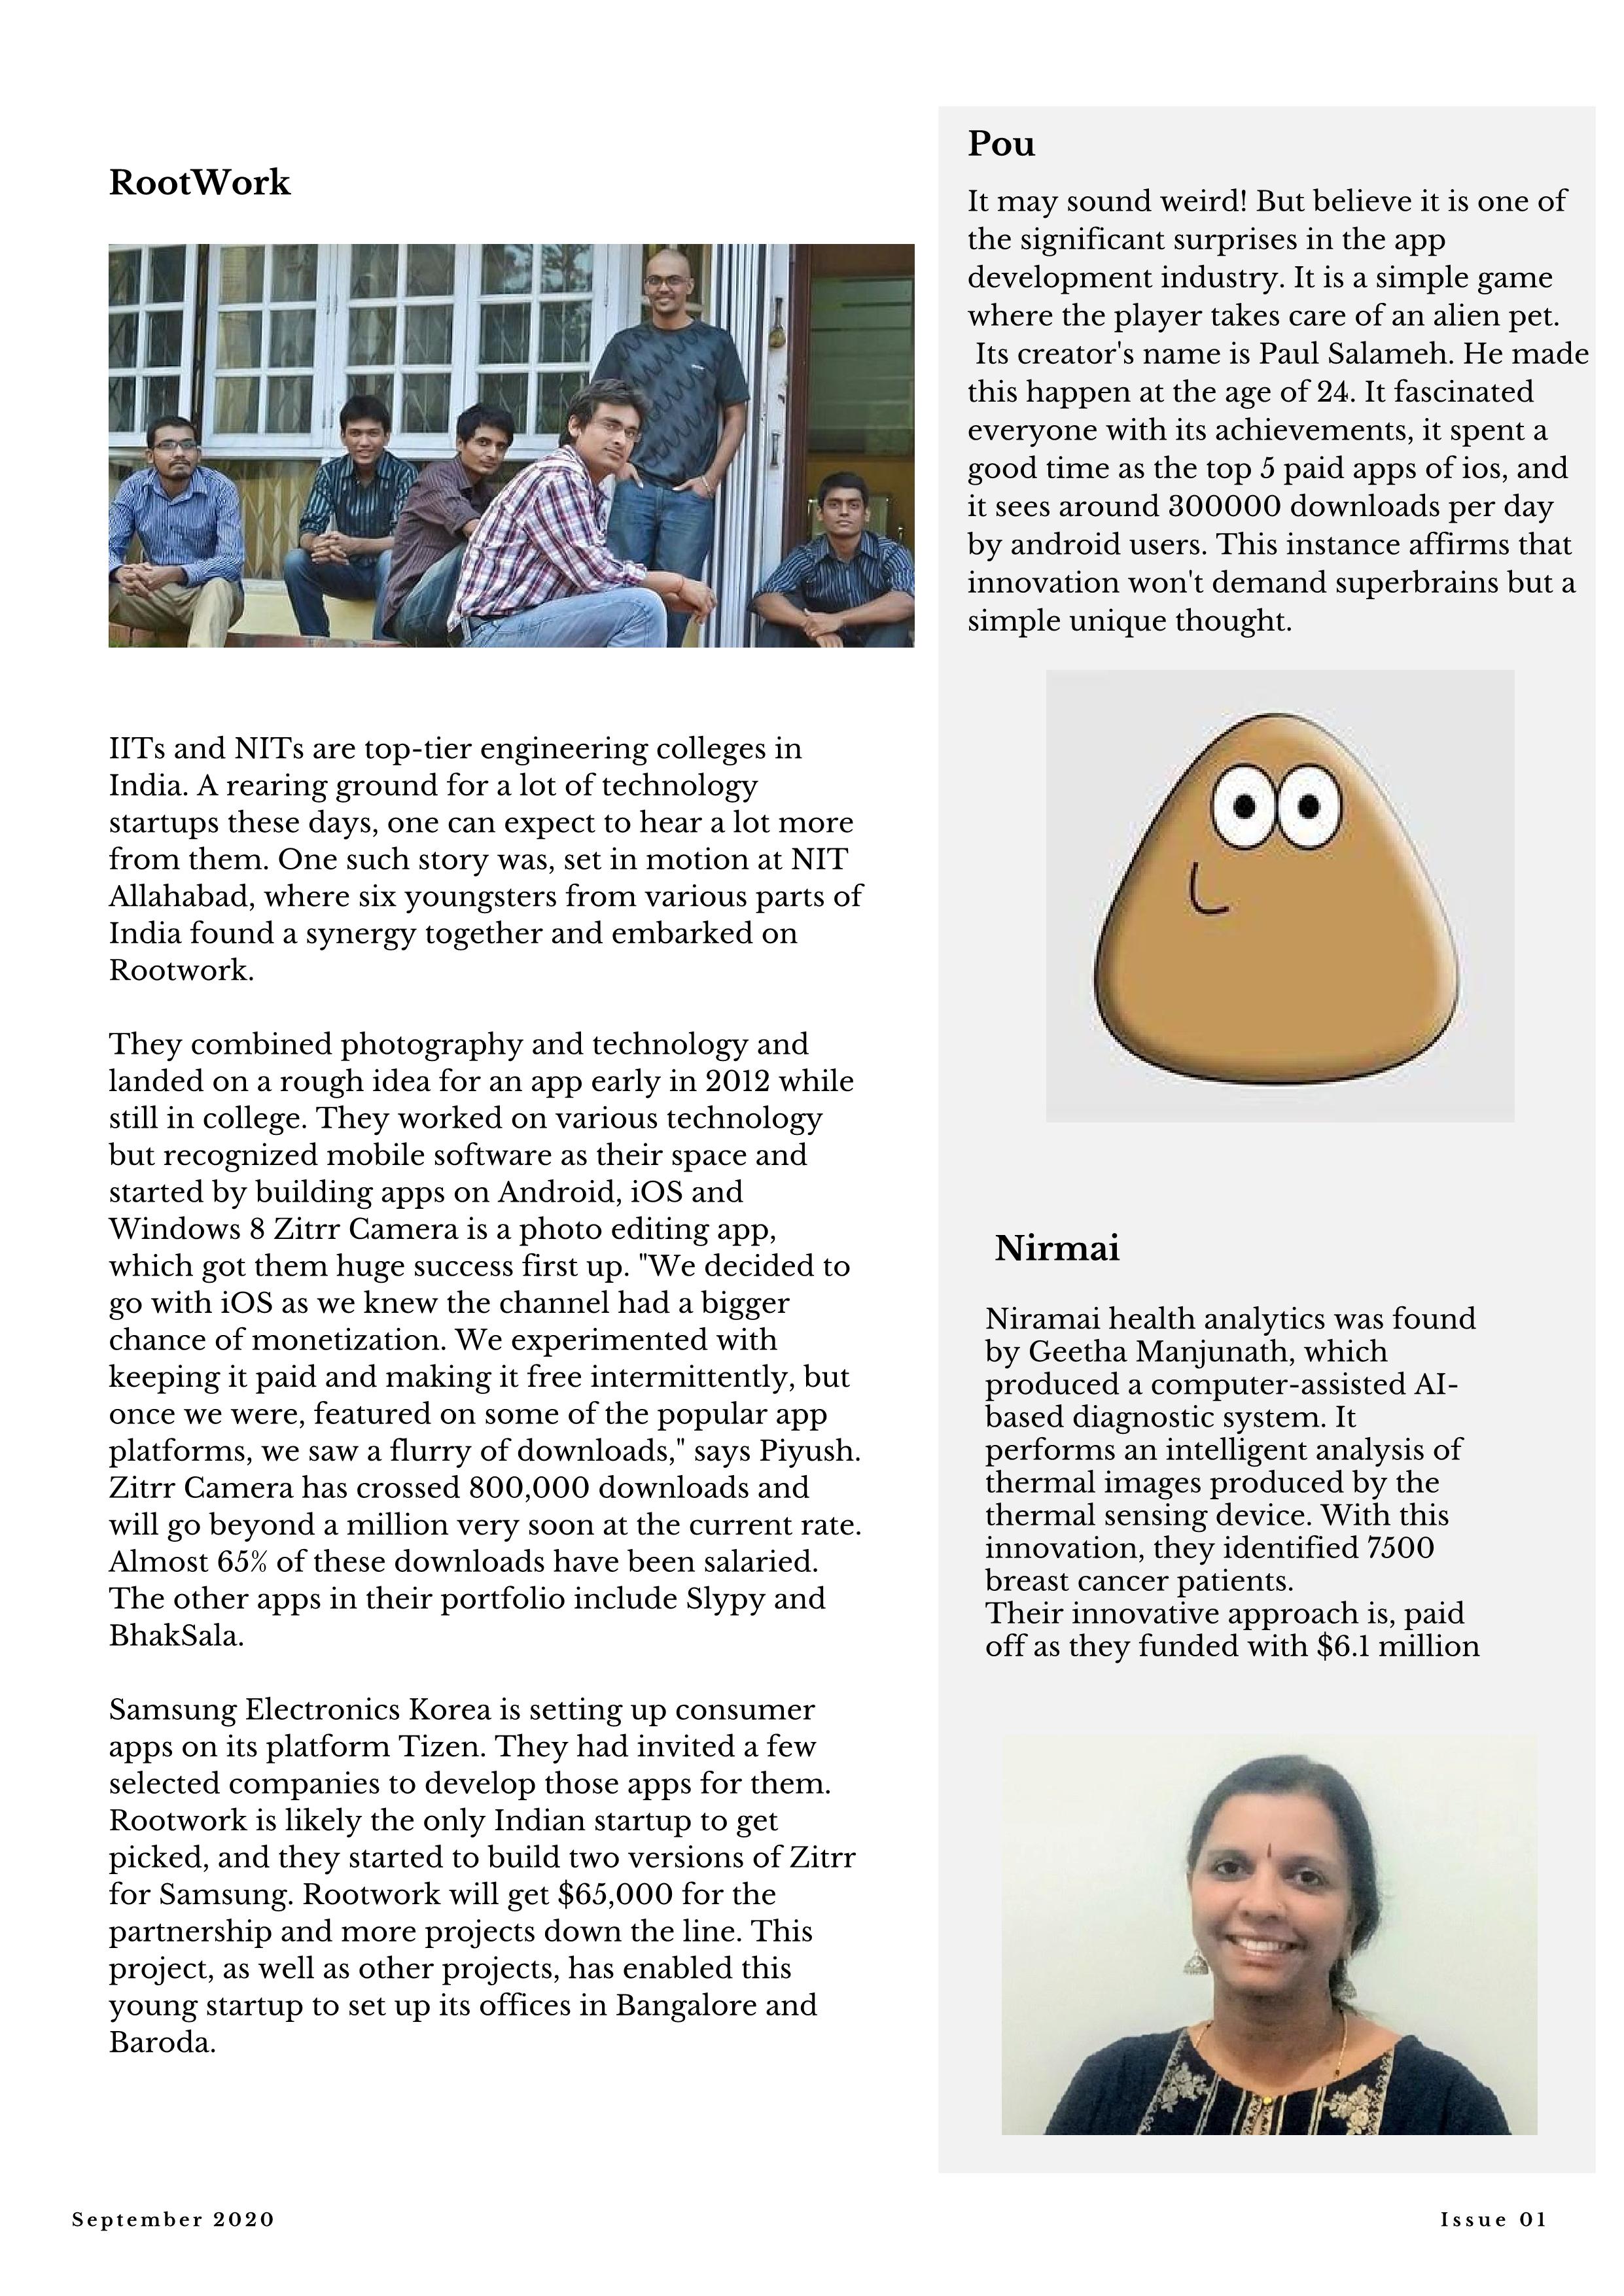 RootWork
IITs and NITs are top-tier engineering colleges in
India. A rearing ground for a lot of technology
startups these days, one can expect to hear a lot more
from them. One such story was, set in motion at NIT
Allahabad, where six youngsters from various parts of
India found a synergy together and embarked on
Rootwork.
They combined photography and technology and
landed on a rough idea for an app early in 2012 while
still in college. They worked on various technology
but recognized mobile software as their space and
started by building apps on Android, iOS and
Windows 8 Zitrr Camera is a photo editing app,
which got them huge success first up. "We decided to
go with iOS as we knew the channel had a bigger
chance of monetization. We experimented with
keeping it paid and making it free intermittently, but
once we were, featured on some of the popular app
platforms, we saw a flurry of downloads," says Piyush.
Zitrr Camera has crossed 800,000 downloads and
will go beyond a million very soon at the current rate.
Almost 65% of these downloads have been salaried.
The other apps in their portfolio include Slypy and
BhakSala.
Samsung Electronics Korea is setting up consumer
apps on its platform Tizen. They had invited a few
selected companies to develop those apps for them.
Rootwork is likely the only Indian startup to get
picked, and they started to build two versions of Zitrr
for Samsung. Rootwork will get $65,000 for the
partnership and more projects down the line. This
project, as well as other projects, has enabled this
young startup to set up its offices in Bangalore and
Baroda.
Pou
It may sound weird! But believe it is one of
the significant surprises in the app
development industry. It is a simple game
where the player takes care of an alien pet.
Its creator's name is Paul Salameh. He made
this happen at the age of 24. It fascinated
everyone with its achievements, it spent a
good time as the top 5 paid apps of ios, and
it sees around 300000 downloads per day
by android users. This instance affirms that
innovation won't demand superbrains but a
simple unique thought.
Nirmai
Niramai health analytics was found
by Geetha Manjunath, which
produced a computer-assisted AI-
based diagnostic system. It
performs an intelligent analysis of
thermal images produced by the
thermal sensing device. With this
innovation, they identified 7500
breast cancer patients.
Their innovative approach is, paid
off as they funded with $6.1 million
September 2020
Issue 01